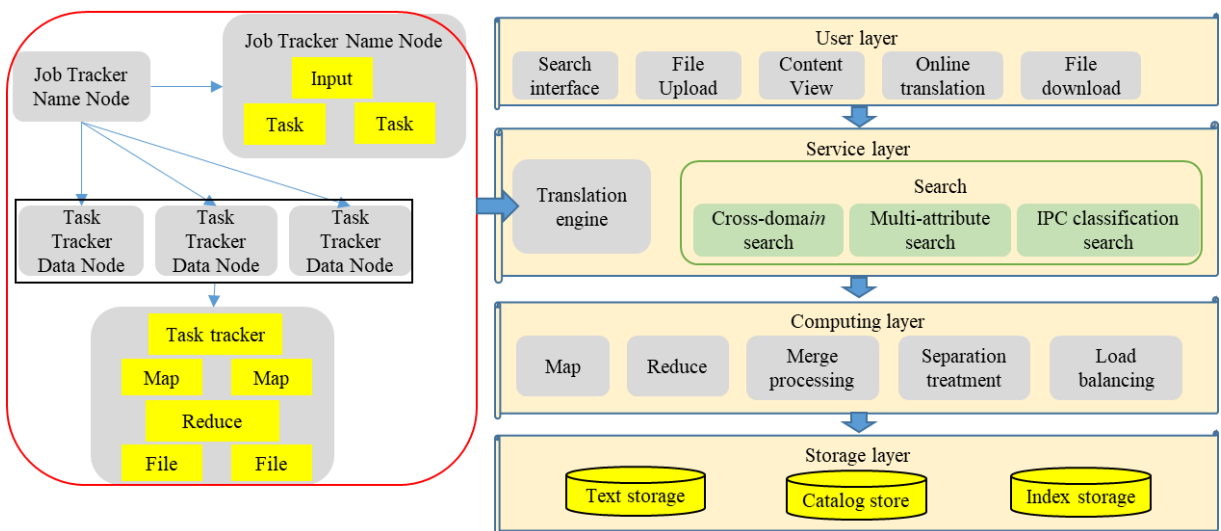 Job Tracker
Name Node
Job Tracker Name Node
Input
Task
Task
Task
Tracker
Data Node
Task
Tracker
Data Node
Task
Tracker
Data Node
Task tracker
Map
Map
Reduce
File
File
User layer
Search
interface
File
Upload
Content
View
Online
translation
File
download
Service layer
Translation
engine
Search
Cross-domain
search
Multi-attribute
search
IPC classification
search
Computing layer
Map
Reduce
Merge
processing
Separation
treatment
Load
balancing
Storage layer
Text storage
Catalog store
Index storage